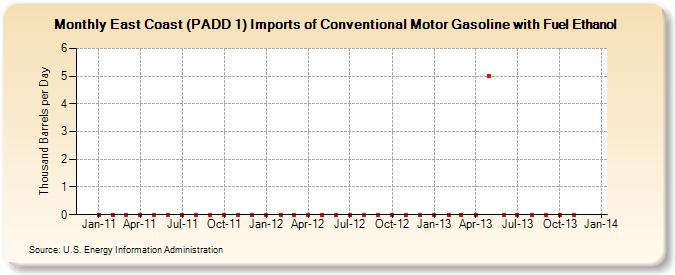 Monthly East Coast (PADD 1) Imports of Conventional Motor Gasoline with Fuel Ethanol
Thousand Barrels per Day
6
5
4
3
2
1
0
Jan-11 Apr-11 Jul-11 Oct-11 Jan-12 Apr-12 Jul-12 Oct-12 Jan-13 Apr-13 Jul-13 Oct-13 Jan-14
Source: U.S. Energy Information Administration